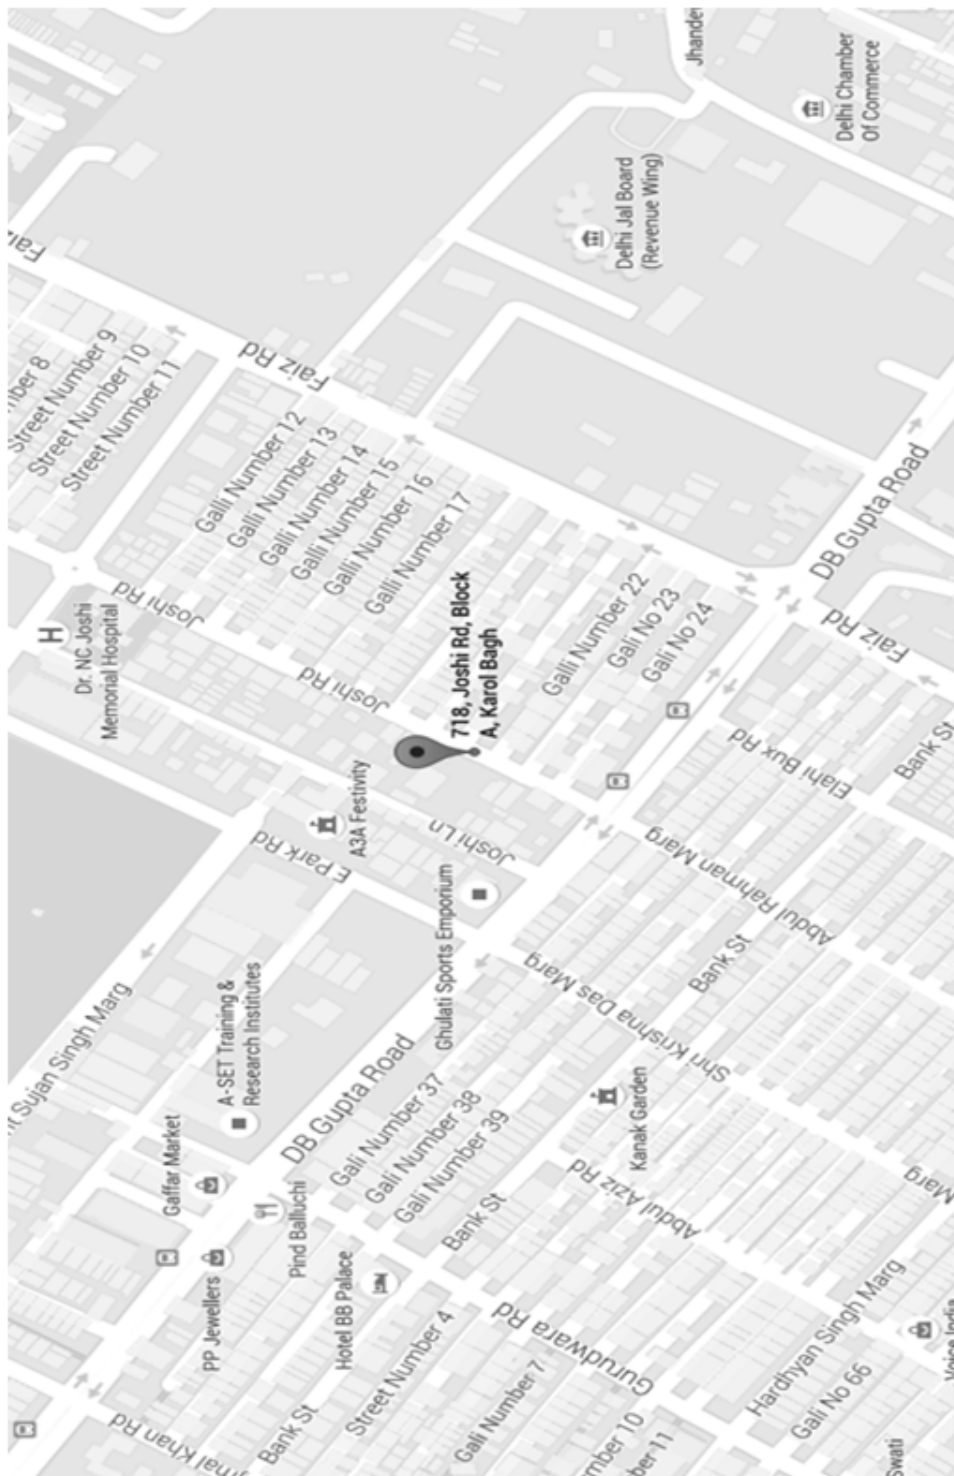 Faiz
Jhande
Delhi Chamber
Of Commerce
Delhi Jal Board
(Revenue Wing)
Street Number 9
Street Number 10
Street Number 11
Faiz Rd
Galli Number 12
Galli Number 13
Galli Number 14
Galli Number 15
Galli Number 16
Galli Number 17
DB Gupta Road
H
Dr. NC Joshi
Memorial Hospital
Joshi Rd
Joshi Rd
718, Joshi Rd, Block
A, Karol Bagh
Galli Number 22
Gali No 23
Gali No 24
Faiz Rd
Elahi Bux Rd
Bank St
A3A Festivity
E Park Rd
Joshi Ln
Ghulati Sports Emporium
Abdul Rahman Marg
Bank St
Shri Krishna Das Marg
Sujan Singh Marg
A-SET Training &
Research Institutes
DB Gupta Road
Gaffar Market
Gali Number 37
Gali Number 38
Gali Number 39
Kanak Garden
Abdul Aziz Rd
Marg
Pind Balluchi
PP Jewellers
Hotel BB Palace
Bank St
Gurudwara Rd
Street Number 4
Gali Number 7
Bank St
Khan Rd
Hardhyan Singh Marg
Gali No 66